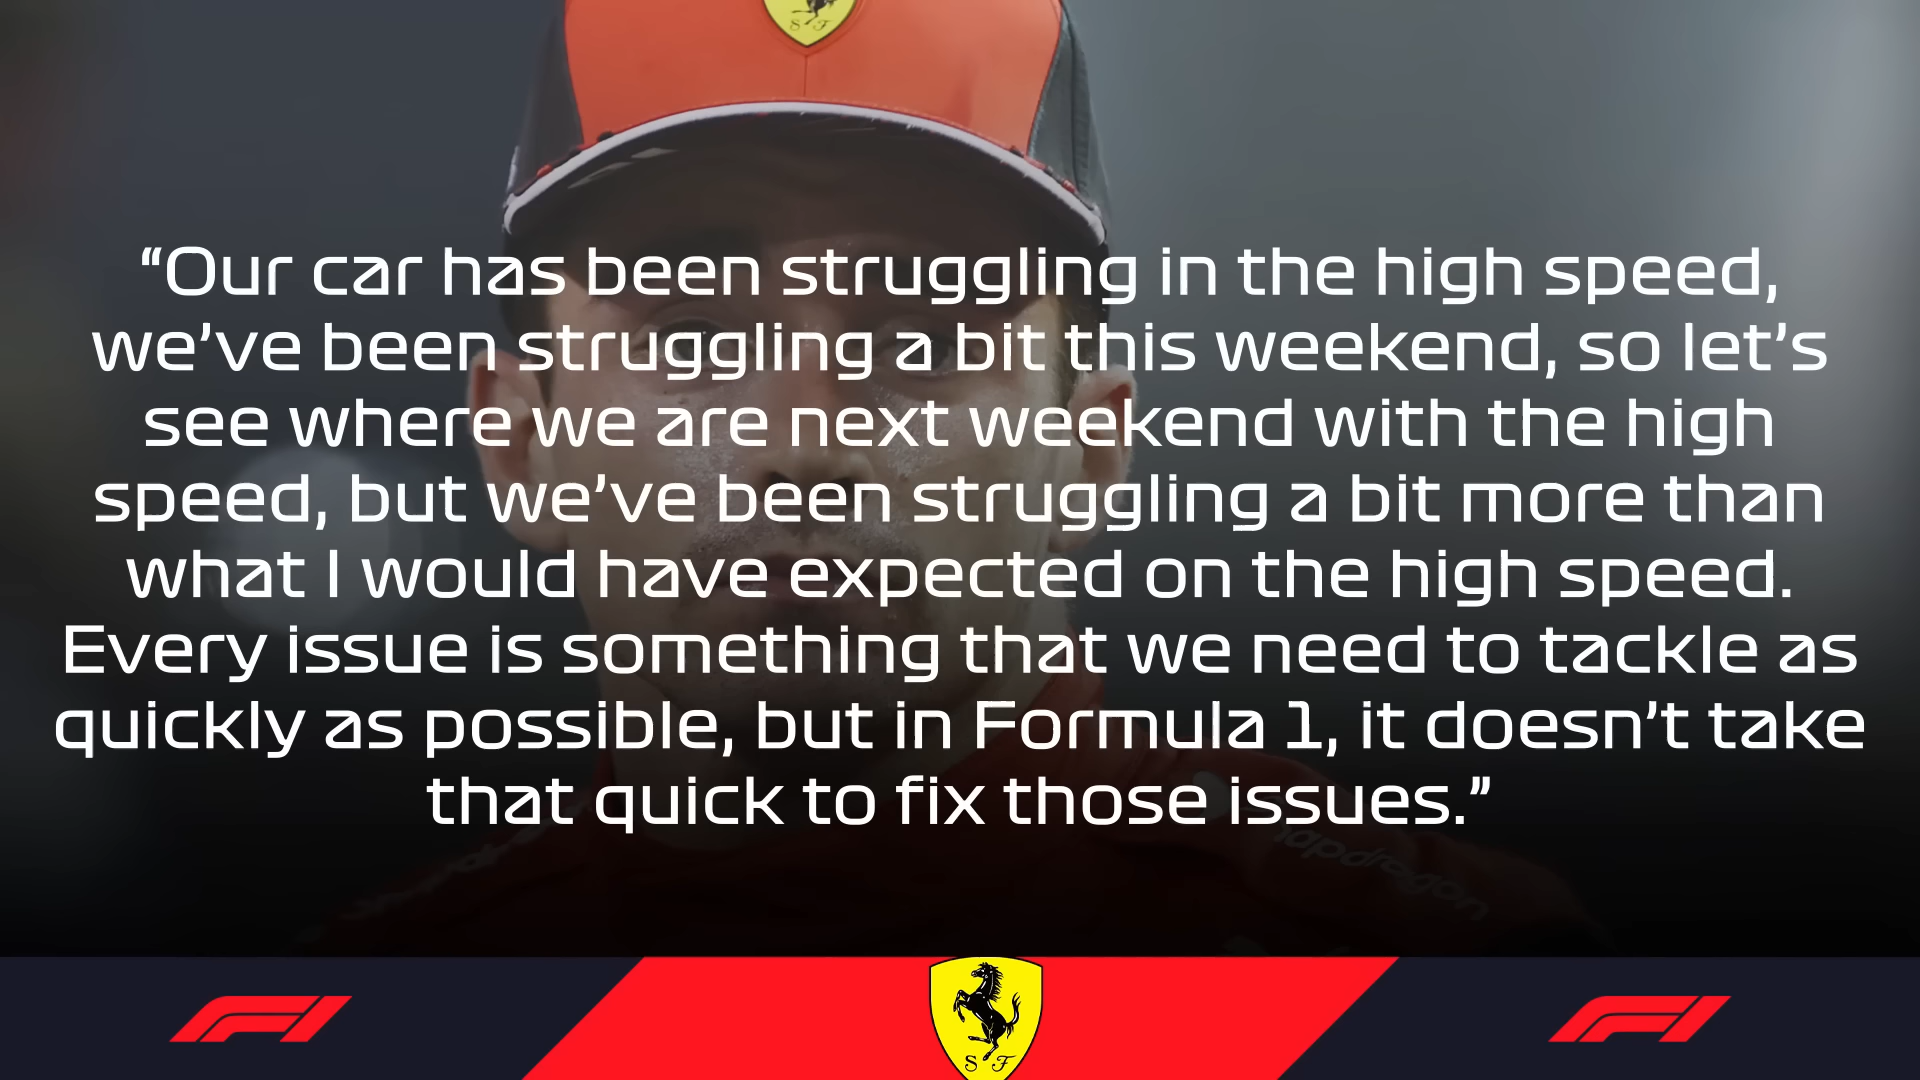 S F
“Our car has been struggling in the high speed,
we’ve been struggling a bit this weekend, so let’s
see where we are next weekend with the high
speed, but we’ve been struggling a bit more than
what I would have expected on the high speed.
Every issue is something that we need to tackle as
quickly as possible, but in Formula 1, it doesn’t take
that quick to fix those issues.”
napdragon
F1
S F
F1